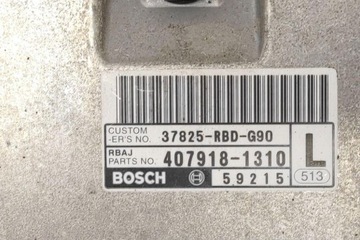 CUSTOM -ER'S NO. 37825-RBD-G90
RBAJ PARTS NO. 407918-1310
L
BOSCH 59215 513